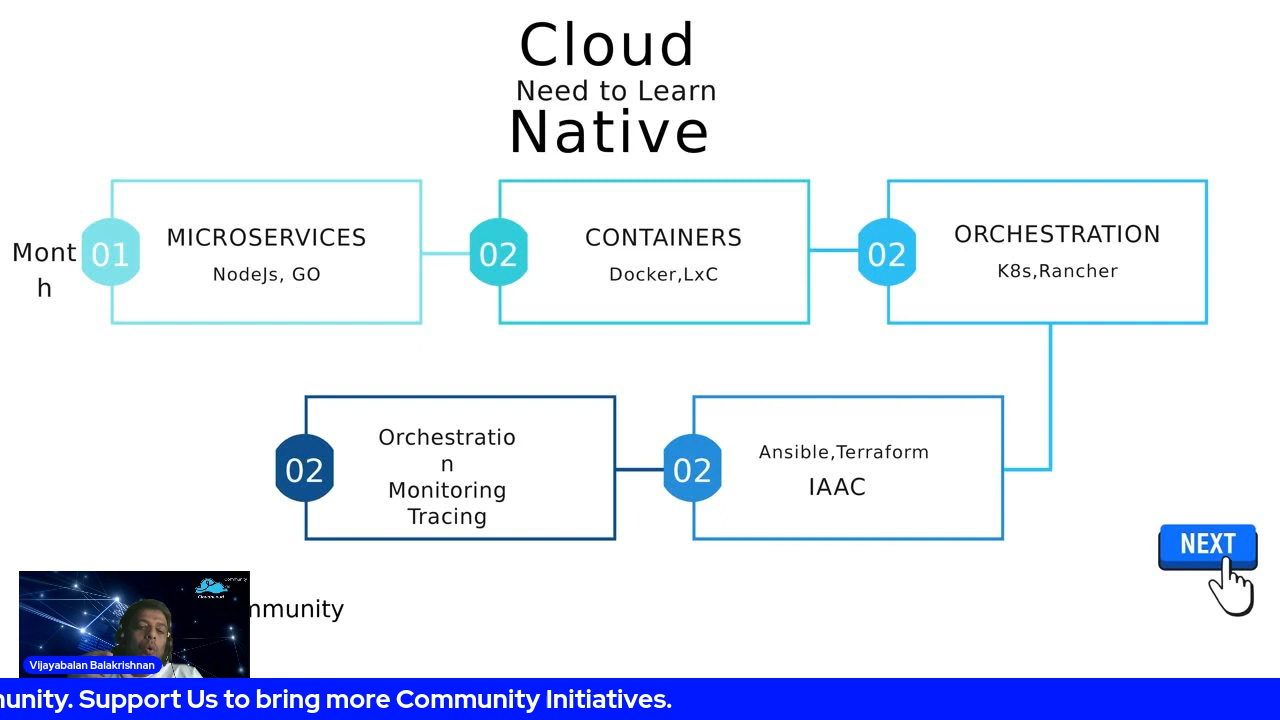 Cloud
Need to Learn
Native
Mont
h
01
MICROSERVICES
NodeJs, GO
02
CONTAINERS
Docker,LxC
02
ORCHESTRATION
K8s,Rancher
02
Orchestratio
n
Monitoring
Tracing
02
Ansible,Terraform
IAAC
NEXT
mmunity
Vijayabalan Balakrishnan
munity. Support Us to bring more Community Initiatives.